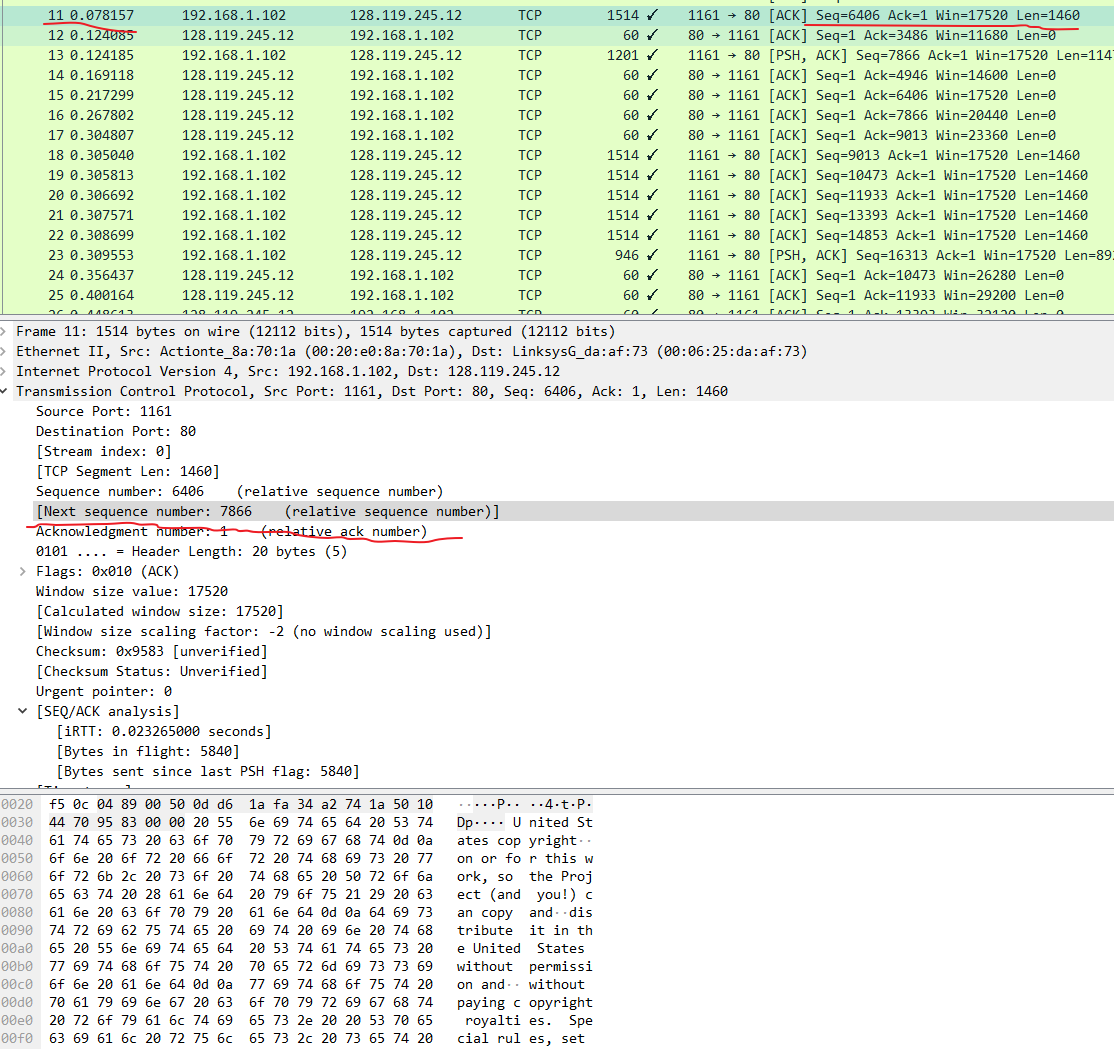 11 0.078157 192.168.1.102 128.119.245.12 TCP 1514 ✓ 1161 → 80 [ACK] Seq=6406 Ack=1 Win=17520 Len=1460
12 0.124085 128.119.245.12 192.168.1.102 TCP 60 ✓ 80 → 1161 [ACK] Seq=1 Ack=3486 Win=11680 Len=0
13 0.124185 192.168.1.102 128.119.245.12 TCP 1201 ✓ 1161 → 80 [PSH, ACK] Seq=7866 Ack=1 Win=17520 Len=114
14 0.169118 128.119.245.12 192.168.1.102 TCP 60 ✓ 80 → 1161 [ACK] Seq=1 Ack=4946 Win=14600 Len=0
15 0.217299 128.119.245.12 192.168.1.102 TCP 60 ✓ 80 → 1161 [ACK] Seq=1 Ack=6406 Win=17520 Len=0
16 0.267802 128.119.245.12 192.168.1.102 TCP 60 ✓ 80 → 1161 [ACK] Seq=1 Ack=7866 Win=20440 Len=0
17 0.304807 128.119.245.12 192.168.1.102 TCP 60 ✓ 80 → 1161 [ACK] Seq=1 Ack=9013 Win=23360 Len=0
18 0.305040 192.168.1.102 128.119.245.12 TCP 1514 ✓ 1161 → 80 [ACK] Seq=9013 Ack=1 Win=17520 Len=1460
19 0.305813 192.168.1.102 128.119.245.12 TCP 1514 ✓ 1161 → 80 [ACK] Seq=10473 Ack=1 Win=17520 Len=1460
20 0.306692 192.168.1.102 128.119.245.12 TCP 1514 ✓ 1161 → 80 [ACK] Seq=11933 Ack=1 Win=17520 Len=1460
21 0.307571 192.168.1.102 128.119.245.12 TCP 1514 ✓ 1161 → 80 [ACK] Seq=13393 Ack=1 Win=17520 Len=1460
22 0.308699 192.168.1.102 128.119.245.12 TCP 1514 ✓ 1161 → 80 [ACK] Seq=14853 Ack=1 Win=17520 Len=1460
23 0.309553 192.168.1.102 128.119.245.12 TCP 946 ✓ 1161 → 80 [PSH, ACK] Seq=16313 Ack=1 Win=17520 Len=89
24 0.356437 128.119.245.12 192.168.1.102 TCP 60 ✓ 80 → 1161 [ACK] Seq=1 Ack=10473 Win=26280 Len=0
25 0.400164 128.119.245.12 192.168.1.102 TCP 60 ✓ 80 → 1161 [ACK] Seq=1 Ack=11933 Win=29200 Len=0
Frame 11: 1514 bytes on wire (12112 bits), 1514 bytes captured (12112 bits)
Ethernet II, Src: Actionte_8a:70:1a (00:20:e0:8a:70:1a), Dst: LinksysG_da:af:73 (00:06:25:da:af:73)
Internet Protocol Version 4, Src: 192.168.1.102, Dst: 128.119.245.12
Transmission Control Protocol, Src Port: 1161, Dst Port: 80, Seq: 6406, Ack: 1, Len: 1460
Source Port: 1161
Destination Port: 80
[Stream index: 0]
[TCP Segment Len: 1460]
Sequence number: 6406 (relative sequence number)
[Next sequence number: 7866 (relative sequence number)]
Acknowledgment number: 1 (relative ack number)
0101 .... = Header Length: 20 bytes (5)
Flags: 0x010 (ACK)
Window size value: 17520
[Calculated window size: 17520]
[Window size scaling factor: -2 (no window scaling used)]
Checksum: 0x9583 [unverified]
[Checksum Status: Unverified]
Urgent pointer: 0
[SEQ/ACK analysis]
[iRTT: 0.023265000 seconds]
[Bytes in flight: 5840]
[Bytes sent since last PSH flag: 5840]
0020 f5 0c 04 89 00 50 0d d6 1a fa 34 a2 74 1a 50 10 ·····P·· ··4·t·P·
0030 44 70 95 83 00 00 20 55 6e 69 74 65 64 20 53 74 Dp···· U nited St
0040 61 74 65 73 20 63 6f 70 79 72 69 67 68 74 0d 0a ates cop yright··
0050 6f 6e 20 6f 72 20 66 6f 72 20 74 68 69 73 20 77 on or fo r this w
0060 6f 72 6b 2c 20 73 6f 20 74 68 65 20 50 72 6f 6a ork, so the Proj
0070 65 63 74 20 28 61 6e 64 20 79 6f 75 21 29 20 63 ect (and you!) c
0080 61 6e 20 63 6f 70 79 20 61 6e 64 0d 0a 64 69 73 an copy and··dis
0090 74 72 69 62 75 74 65 20 69 74 20 69 6e 20 74 68 tribute it in th
00a0 65 20 55 6e 69 74 65 64 20 53 74 61 74 65 73 20 e United States
00b0 77 69 74 68 6f 75 74 20 70 65 72 6d 69 73 73 69 without permissi
00c0 6f 6e 20 61 6e 64 0d 0a 77 69 74 68 6f 75 74 20 on and·· without
00d0 70 61 79 69 6e 67 20 63 6f 70 79 72 69 67 68 74 paying c opyright
00e0 20 72 6f 79 61 6c 74 69 65 73 2e 20 20 53 70 65 royalti es. Spe
00f0 63 69 61 6c 20 72 75 6c 65 73 2c 20 73 65 74 20 cial rul es, set